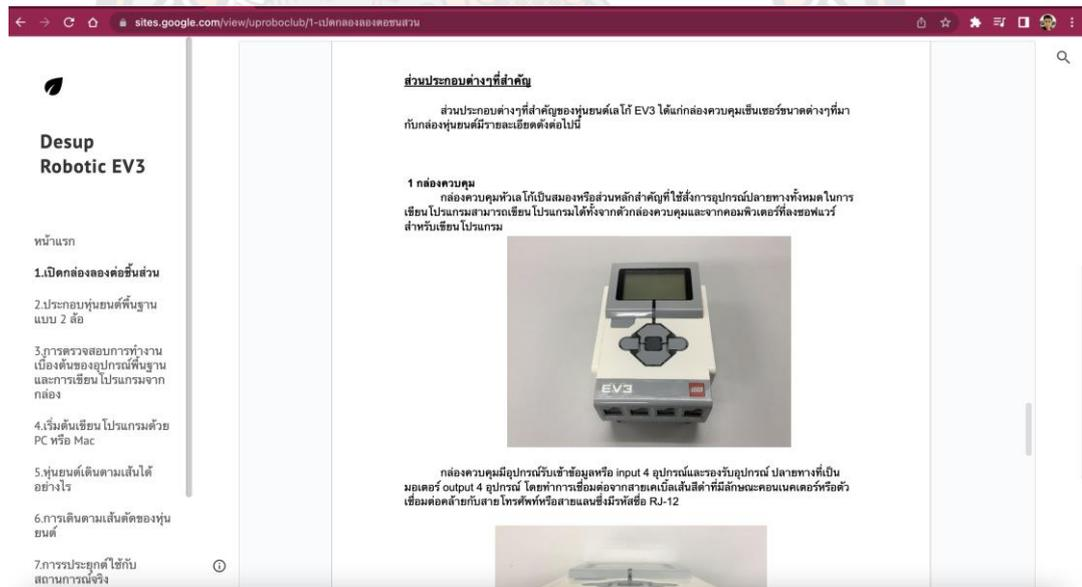 sites.google.com/view/uproboclub/1-เปิดกล่องลองต่อชิ้นส่วน
Desup
Robotic EV3
หน้าแรก
1.เปิดกล่องลองต่อชิ้นส่วน
2.ประกอบหุ่นยนต์พื้นฐาน
แบบ 2 ล้อ
3.การตรวจสอบการทำงาน
เบื้องต้นของอุปกรณ์พื้นฐาน
และการเขียนโปรแกรมจาก
กล่อง
4.เริ่มต้นเขียนโปรแกรมด้วย
PC หรือ Mac
5.หุ่นยนต์เดินตามเส้นได้
อย่างไร
6.การเดินตามเส้นตัดของหุ่น
ยนต์
7.การรประยุกต์ใช้กับ
สถานการณ์จริง
ส่วนประกอบต่างๆที่สำคัญ
ส่วนประกอบต่างๆที่สำคัญของหุ่นยนต์เลโก้ EV3 ได้แก่กล่องควบคุมเซ็นเซอร์ขนาดต่างๆที่มา
กับกล่องหุ่นยนต์มีรายละเอียดดังต่อไปนี้
1 กล่องควบคุม
กล่องควบคุมหัวเลโก้เป็นสมองหรือส่วนหลักสำคัญที่ใช้สั่งการอุปกรณ์ปลายทางทั้งหมดในการ
เขียนโปรแกรมสามารถเขียนโปรแกรมได้ทั้งจากตัวกล่องควบคุมและจากคอมพิวเตอร์ที่ลงซอฟแวร์
สำหรับเขียนโปรแกรม
EV3
LEGO
กล่องควบคุมมีอุปกรณ์รับเข้าข้อมูลหรือ input 4 อุปกรณ์และรองรับอุปกรณ์ ปลายทางที่เป็น
มอเตอร์ output 4 อุปกรณ์ โดยทำการเชื่อมต่อจากสายเคเบิ้ลเส้นสีดำที่มีลักษณะคอนเนคเตอร์หรือตัว
เชื่อมต่อคล้ายกับสายโทรศัพท์หรือสายแลนซึ่งมีรหัสชื่อ RJ-12